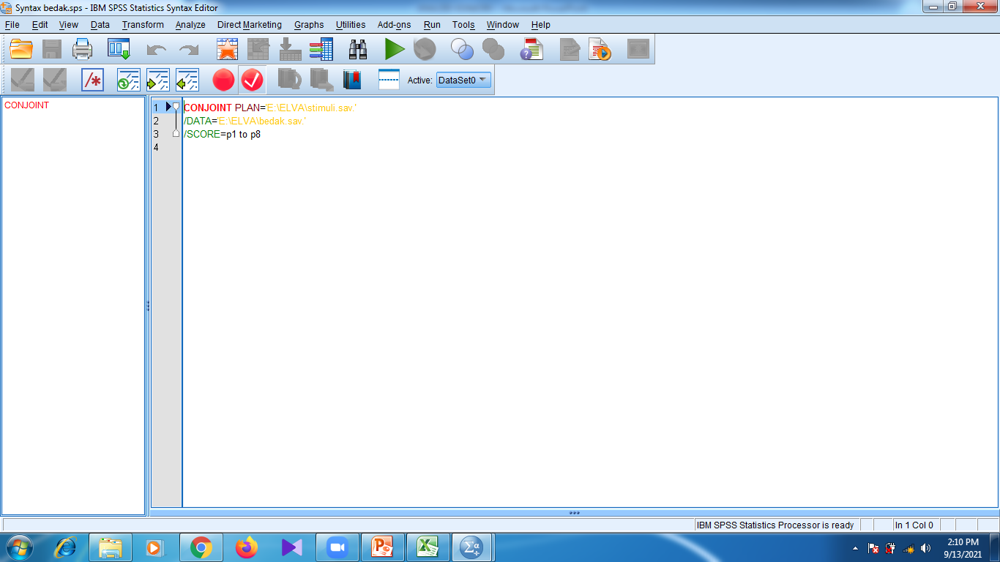 Syntax bedak.sps - IBM SPSS Statistics Syntax Editor
File Edit View Data Transform Analyze Direct Marketing Graphs Utilities Add-ons Run Tools Window Help
Active: DataSet0
CONJOINT
1 CONJOINT PLAN='E:\ELVA\stimuli.sav.'
2 /DATA='E:\ELVA\bedak.sav.'
3 /SCORE=p1 to p8
4
IBM SPSS Statistics Processor is ready In 1 Col 0
2:10 PM
9/13/2021